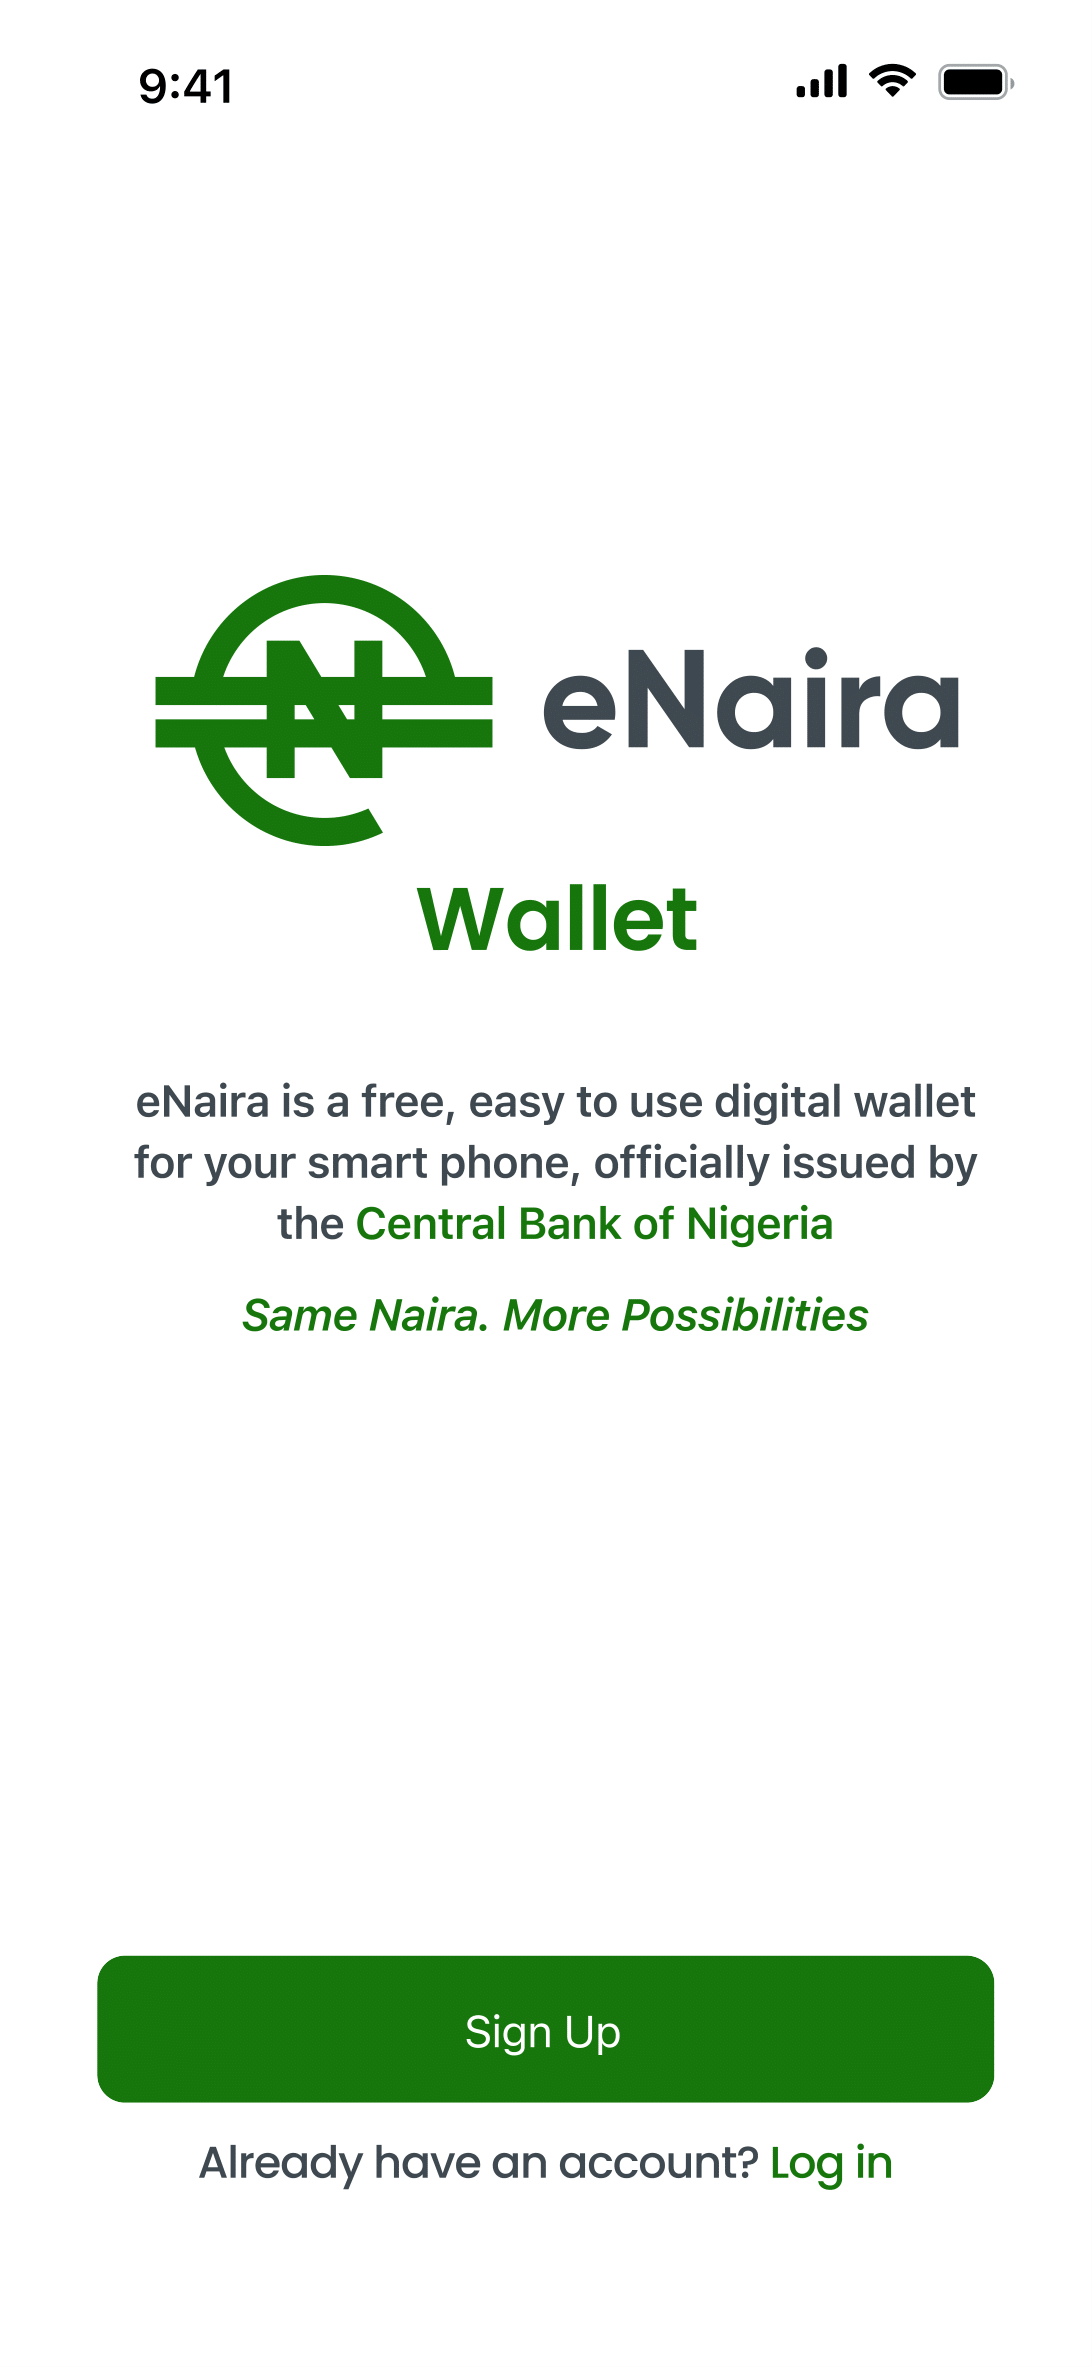 9:41
eNaira
Wallet
eNaira is a free, easy to use digital wallet
for your smart phone, officially issued by
the Central Bank of Nigeria
Same Naira. More Possibilities
Sign Up
Already have an account? Log in